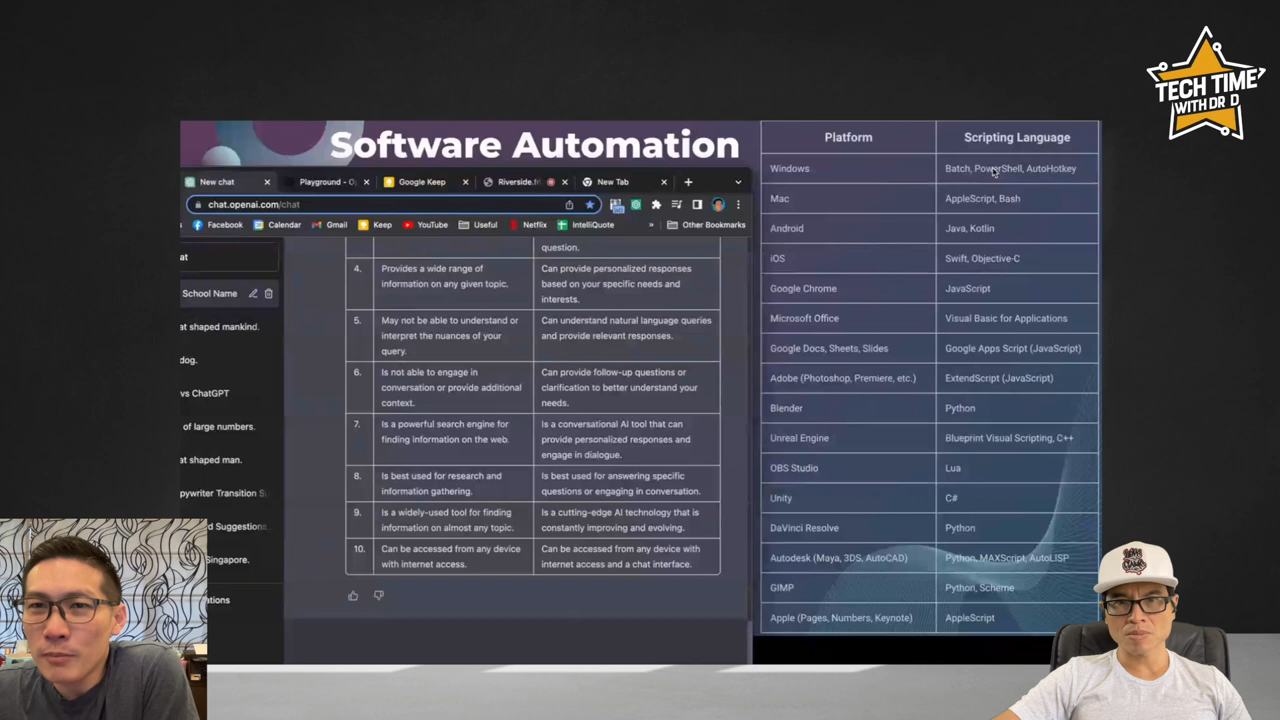 TECH TIME
WITH DR D
Software Automation
New chat
Playground - O
Google Keep
Riverside.f
New Tab
chat.openai.com/chat
Facebook
Calendar
Gmail
Keep
YouTube
Useful
Netflix
IntelliQuote
»
Other Bookmarks
at
School Name
at shaped mankind.
dog.
vs ChatGPT
of large numbers.
at shaped man.
pywriter Transition S
d Suggestions
Singapore.
ations
question.
4. Provides a wide range of Can provide personalized responses
information on any given topic. based on your specific needs and
interests.
5. May not be able to understand or Can understand natural language queries
interpret the nuances of your and provide relevant responses.
query.
6. Is not able to engage in Can provide follow-up questions or
conversation or provide additional clarification to better understand your
context. needs.
7. Is a powerful search engine for Is a conversational AI tool that can
finding information on the web. provide personalized responses and
engage in dialogue.
8. Is best used for research and Is best used for answering specific
information gathering. questions or engaging in conversation.
9. Is a widely-used tool for finding Is a cutting-edge AI technology that is
information on almost any topic. constantly improving and evolving.
10. Can be accessed from any device Can be accessed from any device with
with internet access. internet access and a chat interface.
Platform Scripting Language
Windows Batch, PowerShell, AutoHotkey
Mac AppleScript, Bash
Android Java, Kotlin
iOS Swift, Objective-C
Google Chrome JavaScript
Microsoft Office Visual Basic for Applications
Google Docs, Sheets, Slides Google Apps Script (JavaScript)
Adobe (Photoshop, Premiere, etc.) ExtendScript (JavaScript)
Blender Python
Unreal Engine Blueprint Visual Scripting, C++
OBS Studio Lua
Unity C#
DaVinci Resolve Python
Autodesk (Maya, 3DS, AutoCAD) Python, MAXScript, AutoLISP
GIMP Python, Scheme
Apple (Pages, Numbers, Keynote) AppleScript